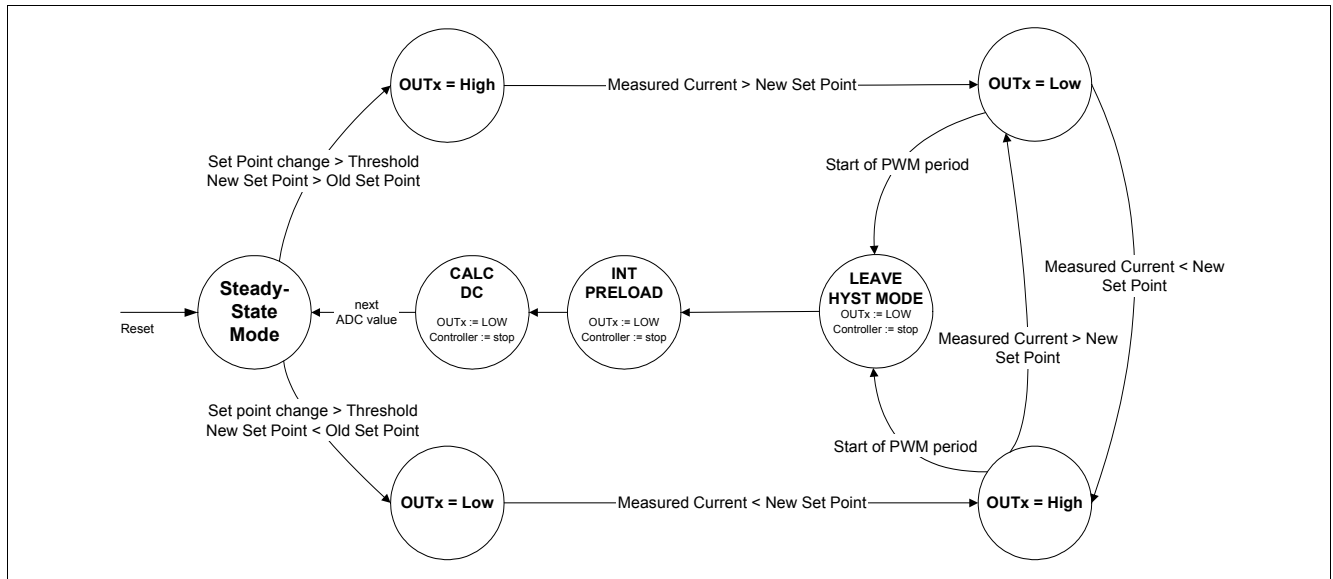 OUTx = High
Measured Current > New Set Point
OUTx = Low
Set Point change > Threshold
New Set Point > Old Set Point
Start of PWM period
Reset
Steady-
State
Mode
next
ADC value
CALC
DC
OUTx := LOW
Controller := stop
INT
PRELOAD
OUTx := LOW
Controller := stop
LEAVE
HYST MODE
OUTx := LOW
Controller := stop
Measured Current < New
Set Point
Measured Current > New
Set Point
Set point change > Threshold
New Set Point < Old Set Point
Start of PWM period
OUTx = Low
Measured Current < New Set Point
OUTx = High